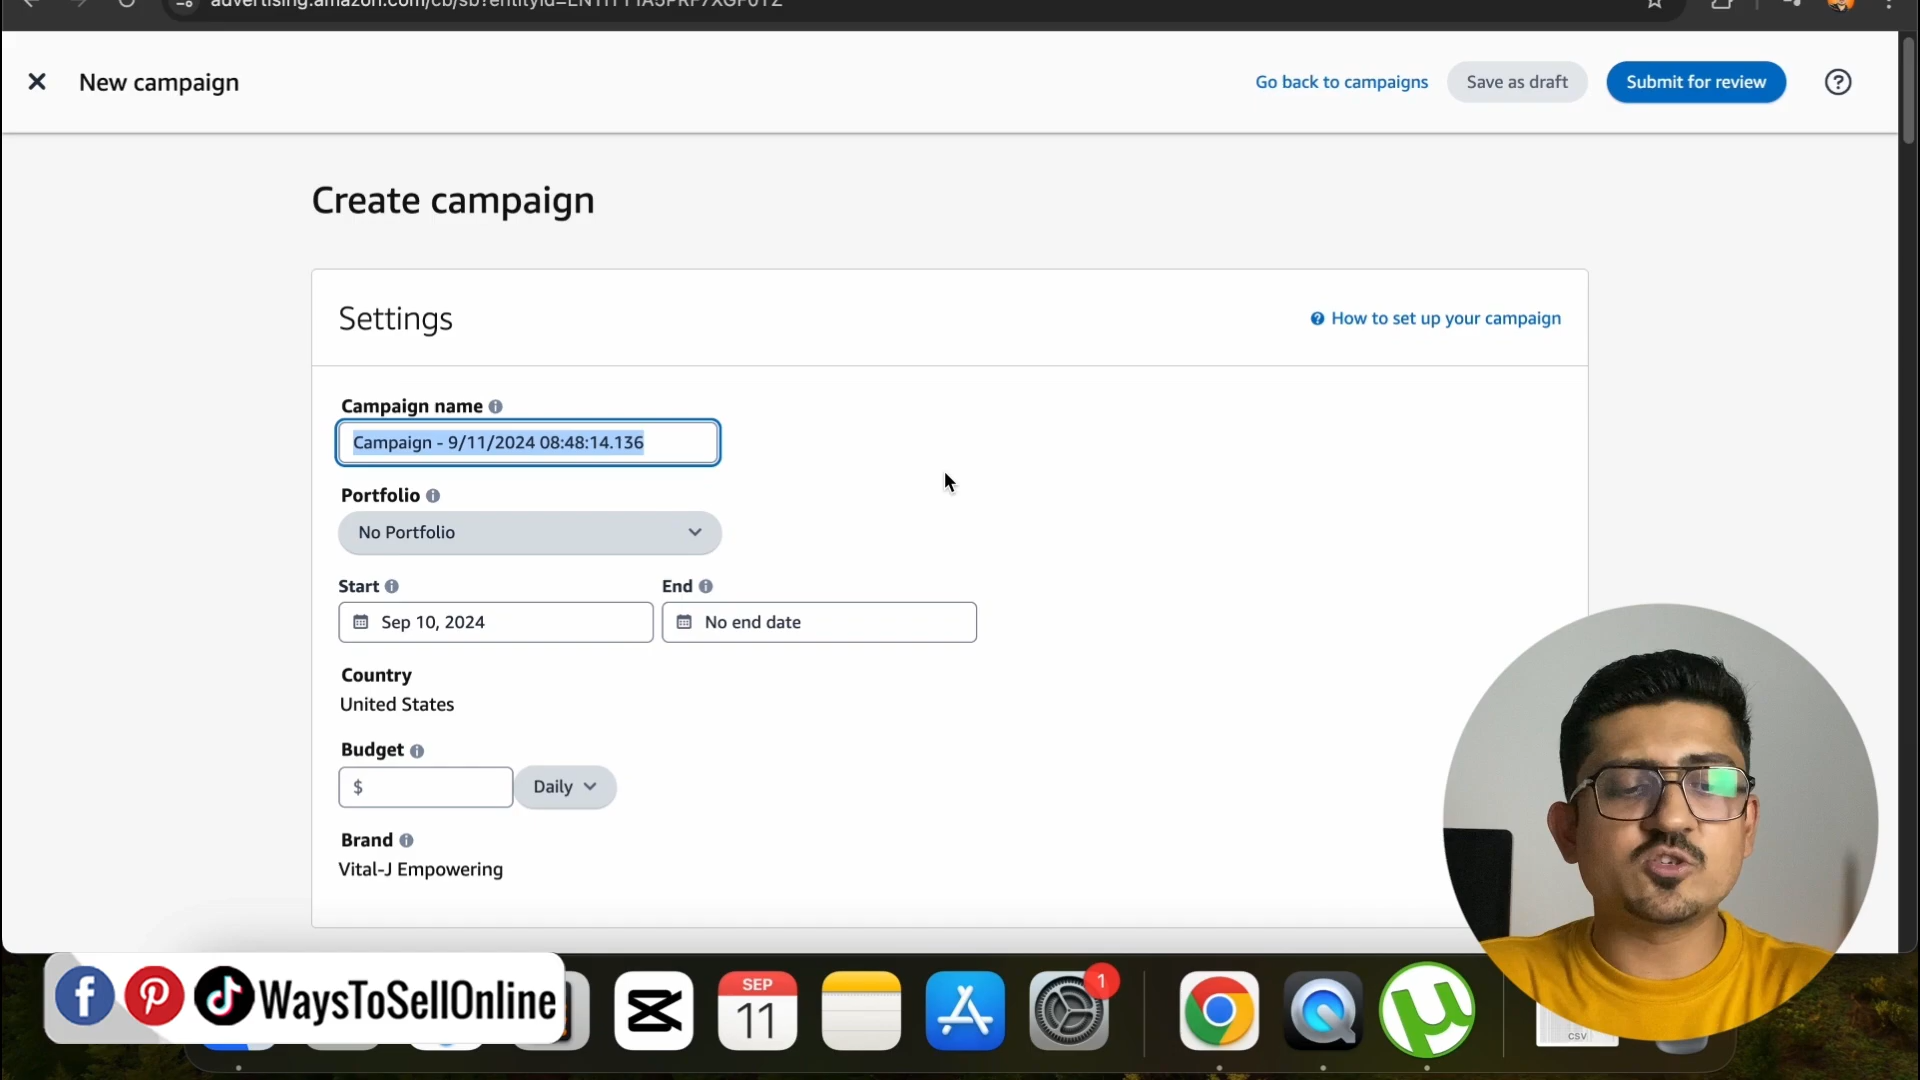 New campaign
Go back to campaigns
Save as draft
Submit for review
Create campaign
Settings
How to set up your campaign
Campaign name
Campaign - 9/11/2024 08:48:14.136
Portfolio
No Portfolio
Start
End
Sep 10, 2024
No end date
Country
United States
Budget
$
Daily
Brand
Vital-J Empowering
WaysToSellOnline
SEP
11
1
CSV